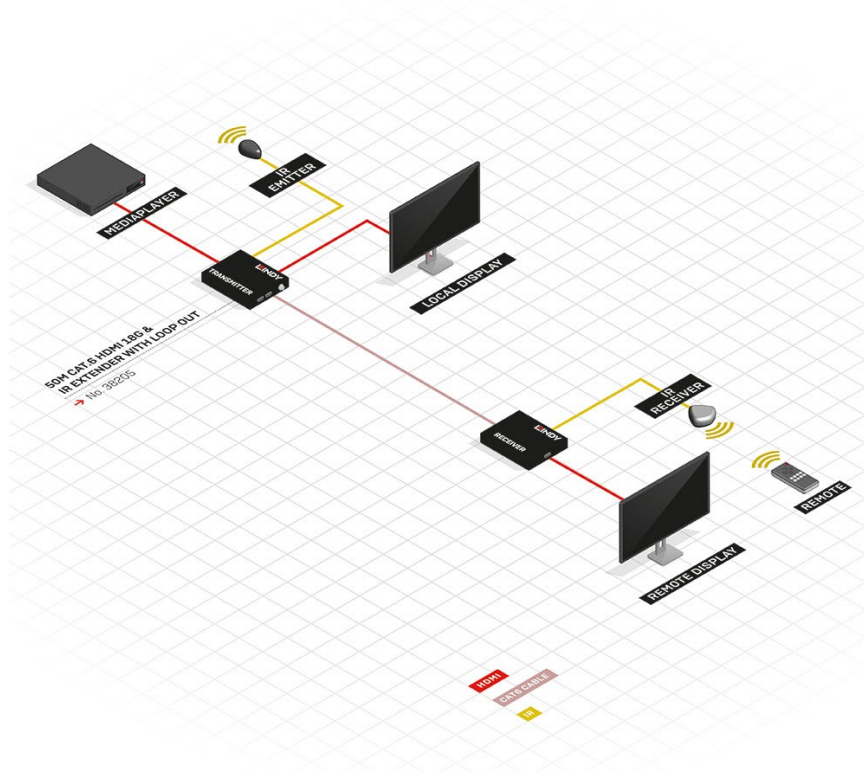 MEDIAPLAYER
IR
EMITTER
LOCAL DISPLAY
LINDY
TRANSMITTER
50M CAT.6 HDMI 18G &
IR EXTENDER WITH LOOP OUT
No. 38205
IR
RECEIVER
LINDY
RECEIVER
REMOTE
REMOTE DISPLAY
HDMI
CAT6 CABLE
IR